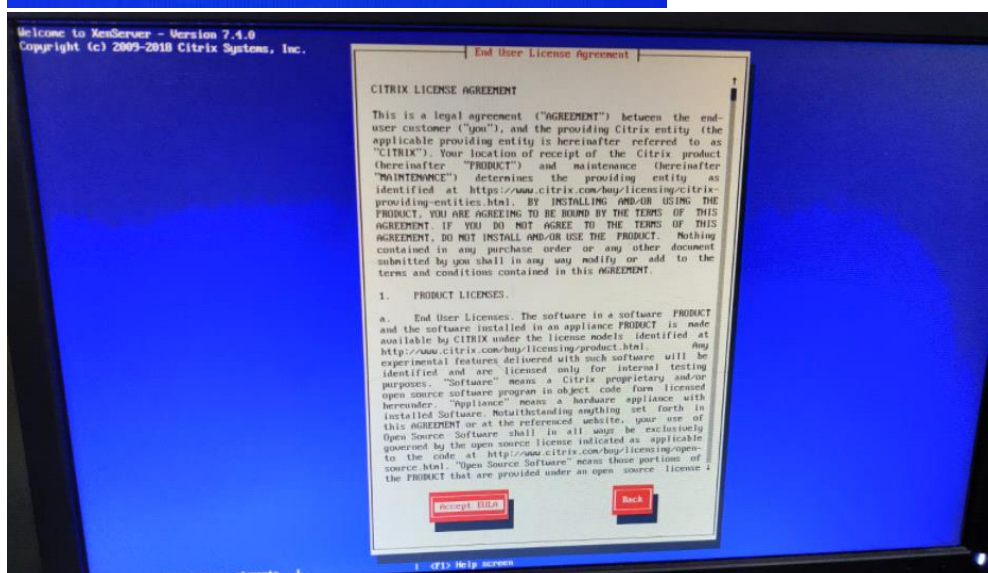 Welcome to XenServer - Version 7.4.0
Copyright (c) 2009-2018 Citrix Systems, Inc.
End User License Agreement
CITRIX LICENSE AGREEMENT
This is a legal agreement ("AGREEMENT") between the end-
user customer ("you"), and the providing Citrix entity (the
applicable providing entity is hereinafter referred to as
"CITRIX"). Your location of receipt of the Citrix product
(hereinafter "PRODUCT") and maintenance (hereinafter
"MAINTENANCE") determines the providing entity as
identified at https://www.citrix.com/buy/licensing/citrix-
providing-entities.html. BY INSTALLING AND/OR USING THE
PRODUCT, YOU ARE AGREEING TO BE BOUND BY THE TERMS OF THIS
AGREEMENT. IF YOU DO NOT AGREE TO THE TERMS OF THIS
AGREEMENT, DO NOT INSTALL AND/OR USE THE PRODUCT. Nothing
contained in any purchase order or any other document
submitted by you shall in any way modify or add to the
terms and conditions contained in this AGREEMENT.
1. PRODUCT LICENSES.
a. End User Licenses. The software in a software PRODUCT
and the software installed in an appliance PRODUCT is made
available by CITRIX under the license models identified at
http://www.citrix.com/buy/licensing/product.html. Any
experimental features delivered with such software will be
identified and are licensed only for internal testing
purposes. "Software" means a Citrix proprietary and/or
open source software program in object code form licensed
hereunder. "Appliance" means a hardware appliance with
installed Software. Notwithstanding anything set forth in
this AGREEMENT or at the referenced website, your use of
Open Source Software shall in all ways be exclusively
governed by the open source license indicated as applicable
to the code at http://www.citrix.com/buy/licensing/open-
source.html. "Open Source Software" means those portions of
the PRODUCT that are provided under an open source license
Accept EULA
Back
| <F1> Help screen